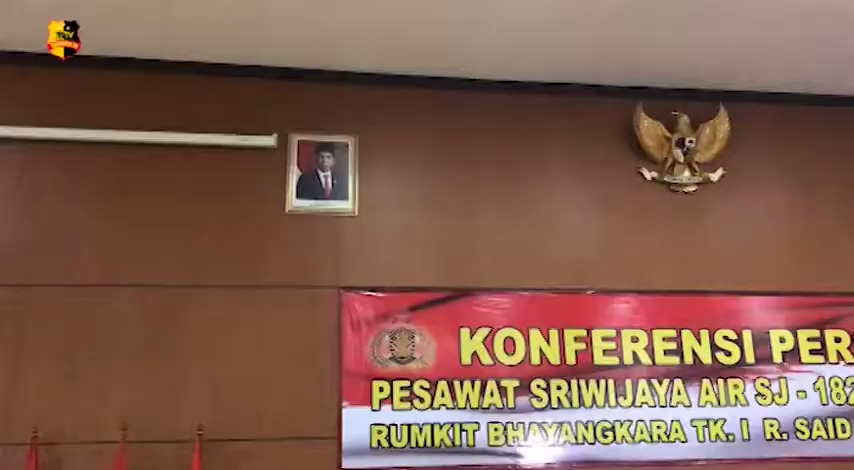 KONFERENSI PER
PESAWAT SRIWIJAYA AIR SJ - 182
RUMKIT BHAYANGKARA TK. I R. SAID